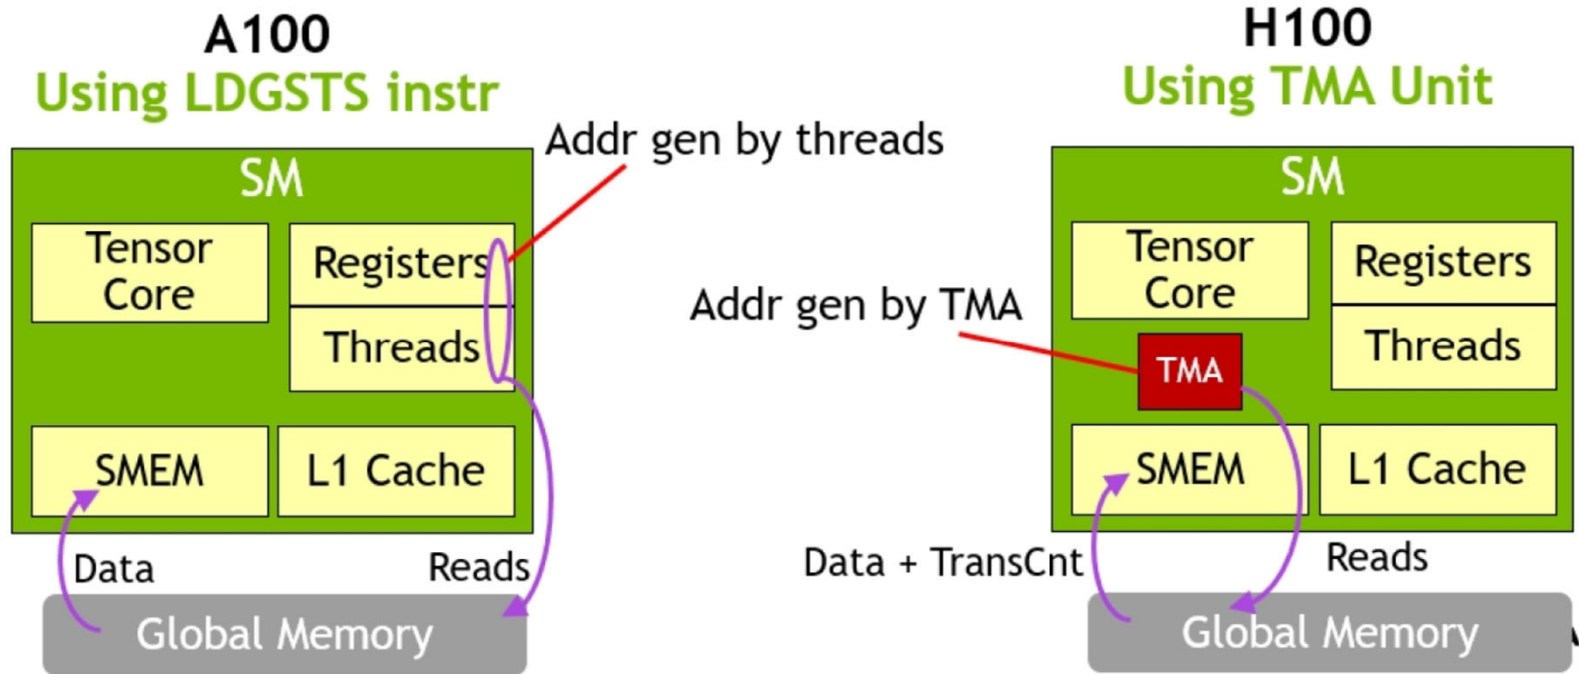 A100
Using LDGSTS instr
Addr gen by threads
SM
Tensor
Core
Registers
Threads
SMEM
L1 Cache
Data
Reads
Global Memory
H100
Using TMA Unit
Addr gen by TMA
SM
Tensor
Core
Registers
Threads
TMA
SMEM
L1 Cache
Data + TransCnt
Reads
Global Memory